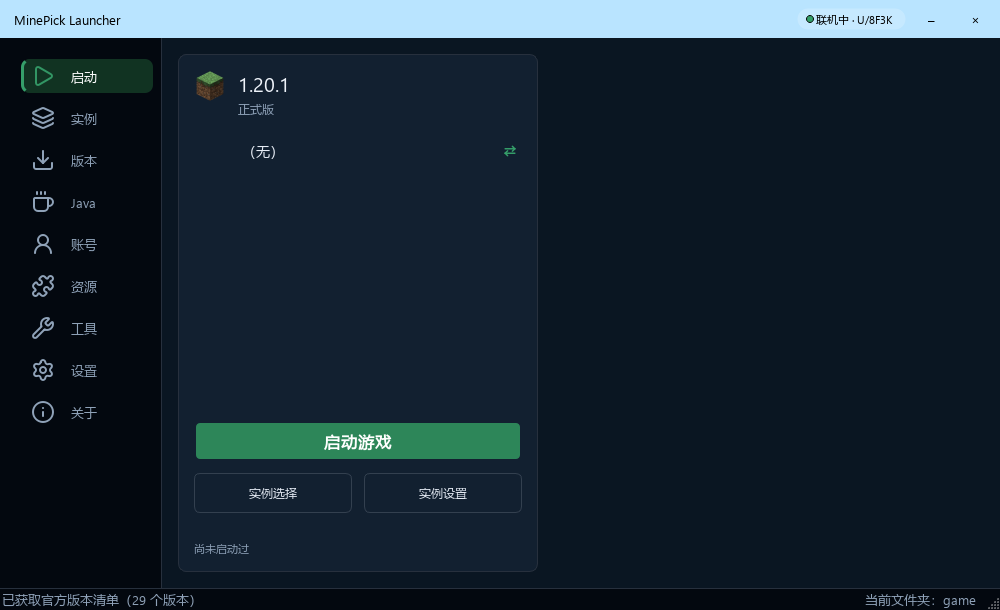 MinePick Launcher
联机中 · U/8F3K
启动
实例
版本
Java
账号
资源
工具
设置
关于
1.20.1
正式版
（无）
启动游戏
实例选择
实例设置
尚未启动过
已获取官方版本清单（29 个版本）
当前文件夹：game